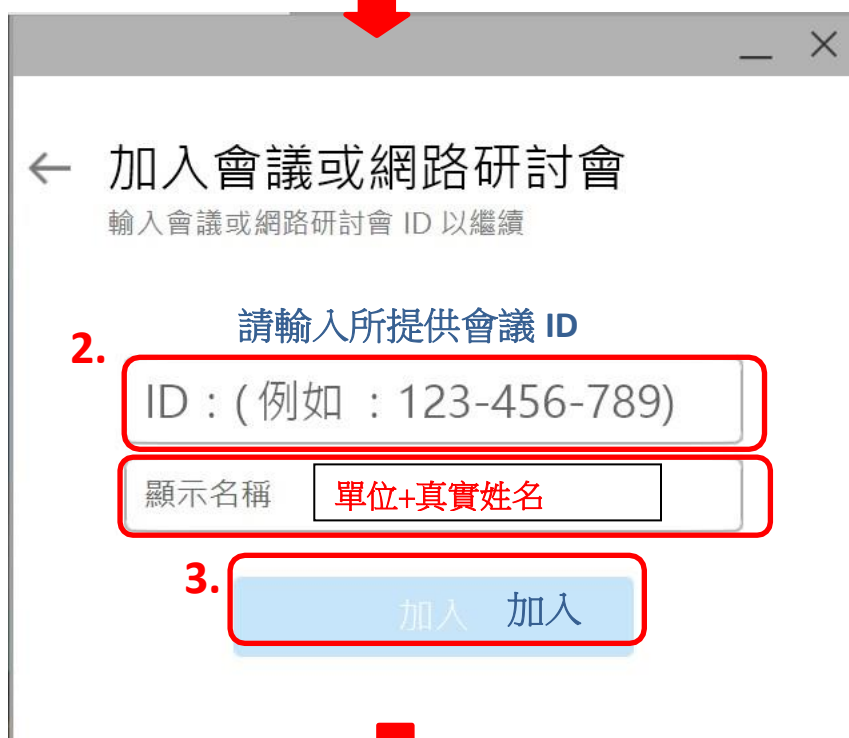 ← 加入會議或網路研討會
輸入會議或網路研討會 ID 以繼續
請輸入所提供會議 ID
2.
ID：(例如 ：123-456-789)
顯示名稱 單位+真實姓名
3.
加入 加入